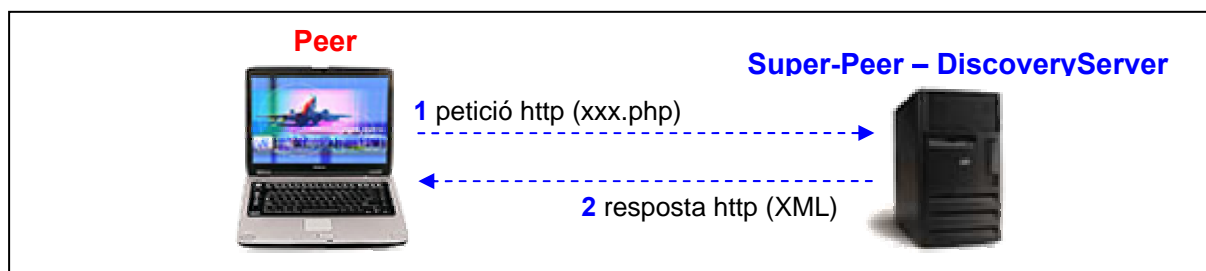 Peer
Super-Peer – DiscoveryServer
1 petició http (xxx.php)
2 resposta http (XML)